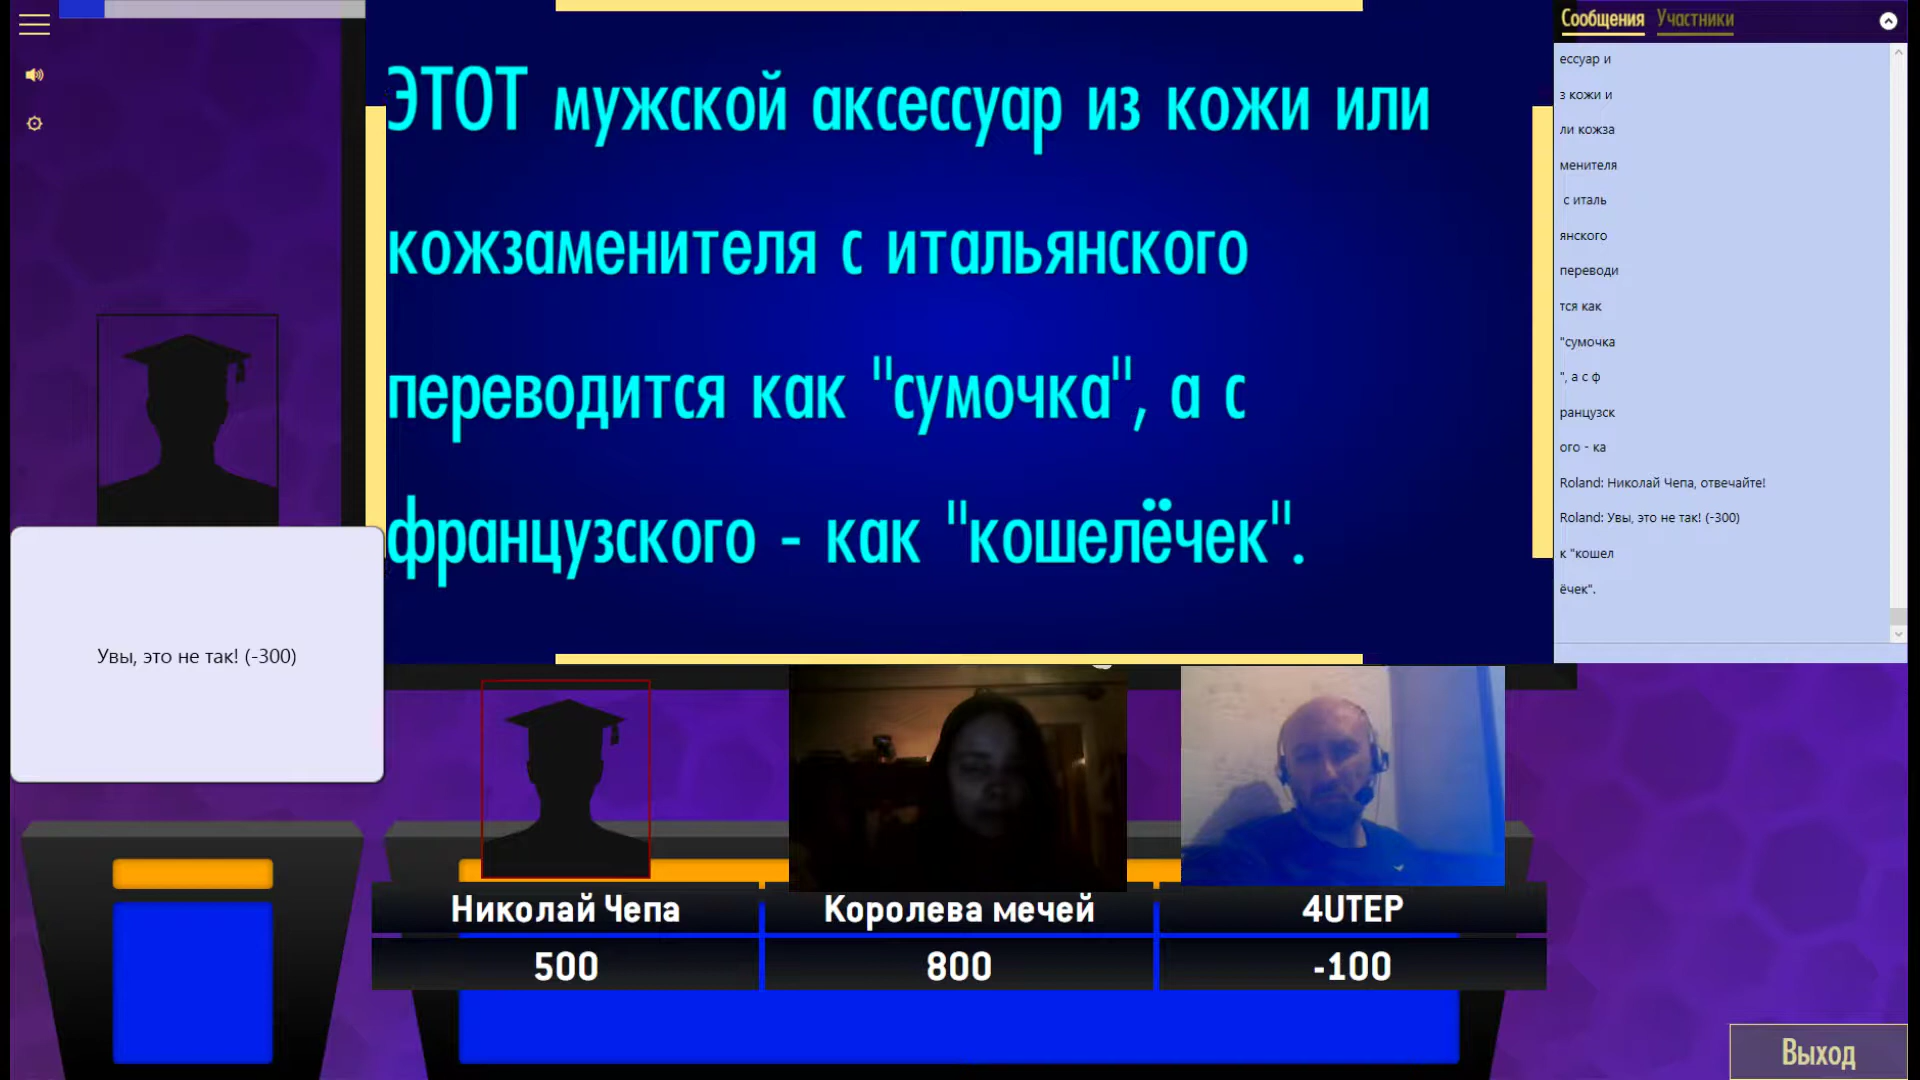 ЭТОТ мужской аксессуар из кожи или
кожзаменителя с итальянского
переводится как "сумочка", а с
французского - как "кошелёчек".
Сообщения Участники
ессуар и
з кожи и
ли кожза
менителя
с италь
янского
переводи
тся как
"сумочка
", а с ф
ранцузск
ого - ка
Roland: Николай Чепа, отвечайте!
Roland: Увы, это не так! (-300)
к "кошел
ёчек".
Увы, это не так! (-300)
Николай Чепа
Королева мечей
4UTEP
500
800
-100
Выход